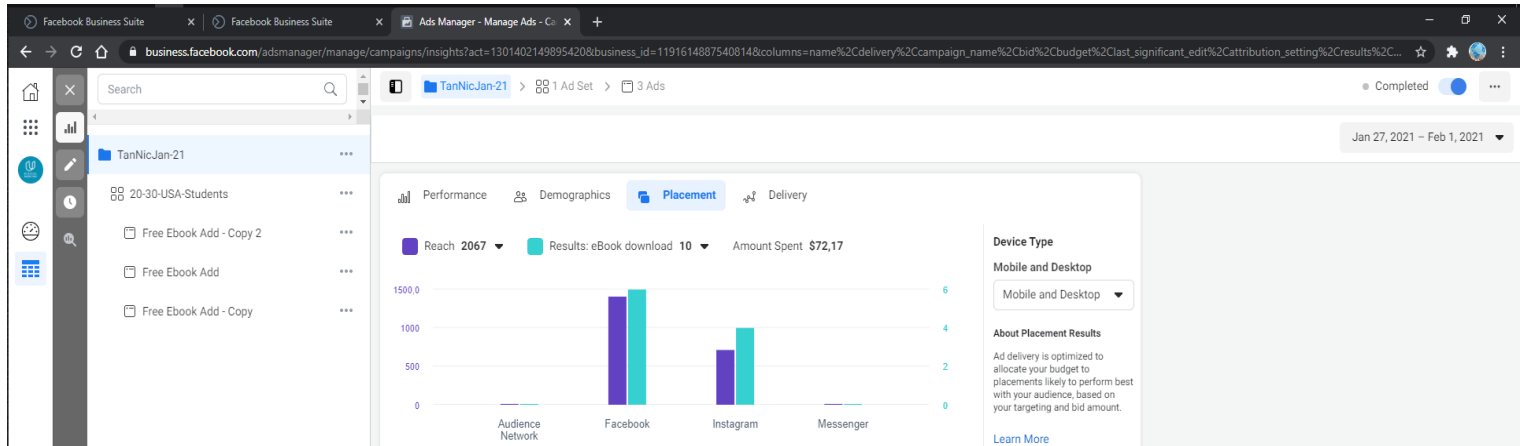 Facebook Business Suite
Facebook Business Suite
Ads Manager - Manage Ads - Ca
business.facebook.com/adsmanager/manage/campaigns/insights?act=1301402149895420&business_id=1191614887540814&columns=name%2Cdelivery%2Ccampaign_name%2Cbid%2Cbudget%2Clast_significant_edit%2Cattribution_setting%2Cresults%2C...
Search
TanNicJan-21 > 1 Ad Set > 3 Ads
Completed
Jan 27, 2021 – Feb 1, 2021
TanNicJan-21
20-30-USA-Students
Free Ebook Add - Copy 2
Free Ebook Add
Free Ebook Add - Copy
Performance
Demographics
Placement
Delivery
Reach 2067
Results: eBook download 10
Amount Spent $72,17
1500,0
1000
500
0
6
4
2
0
Audience
Network
Facebook
Instagram
Messenger
Device Type
Mobile and Desktop
Mobile and Desktop
About Placement Results
Ad delivery is optimized to
allocate your budget to
placements likely to perform best
with your audience, based on
your targeting and bid amount.
Learn More